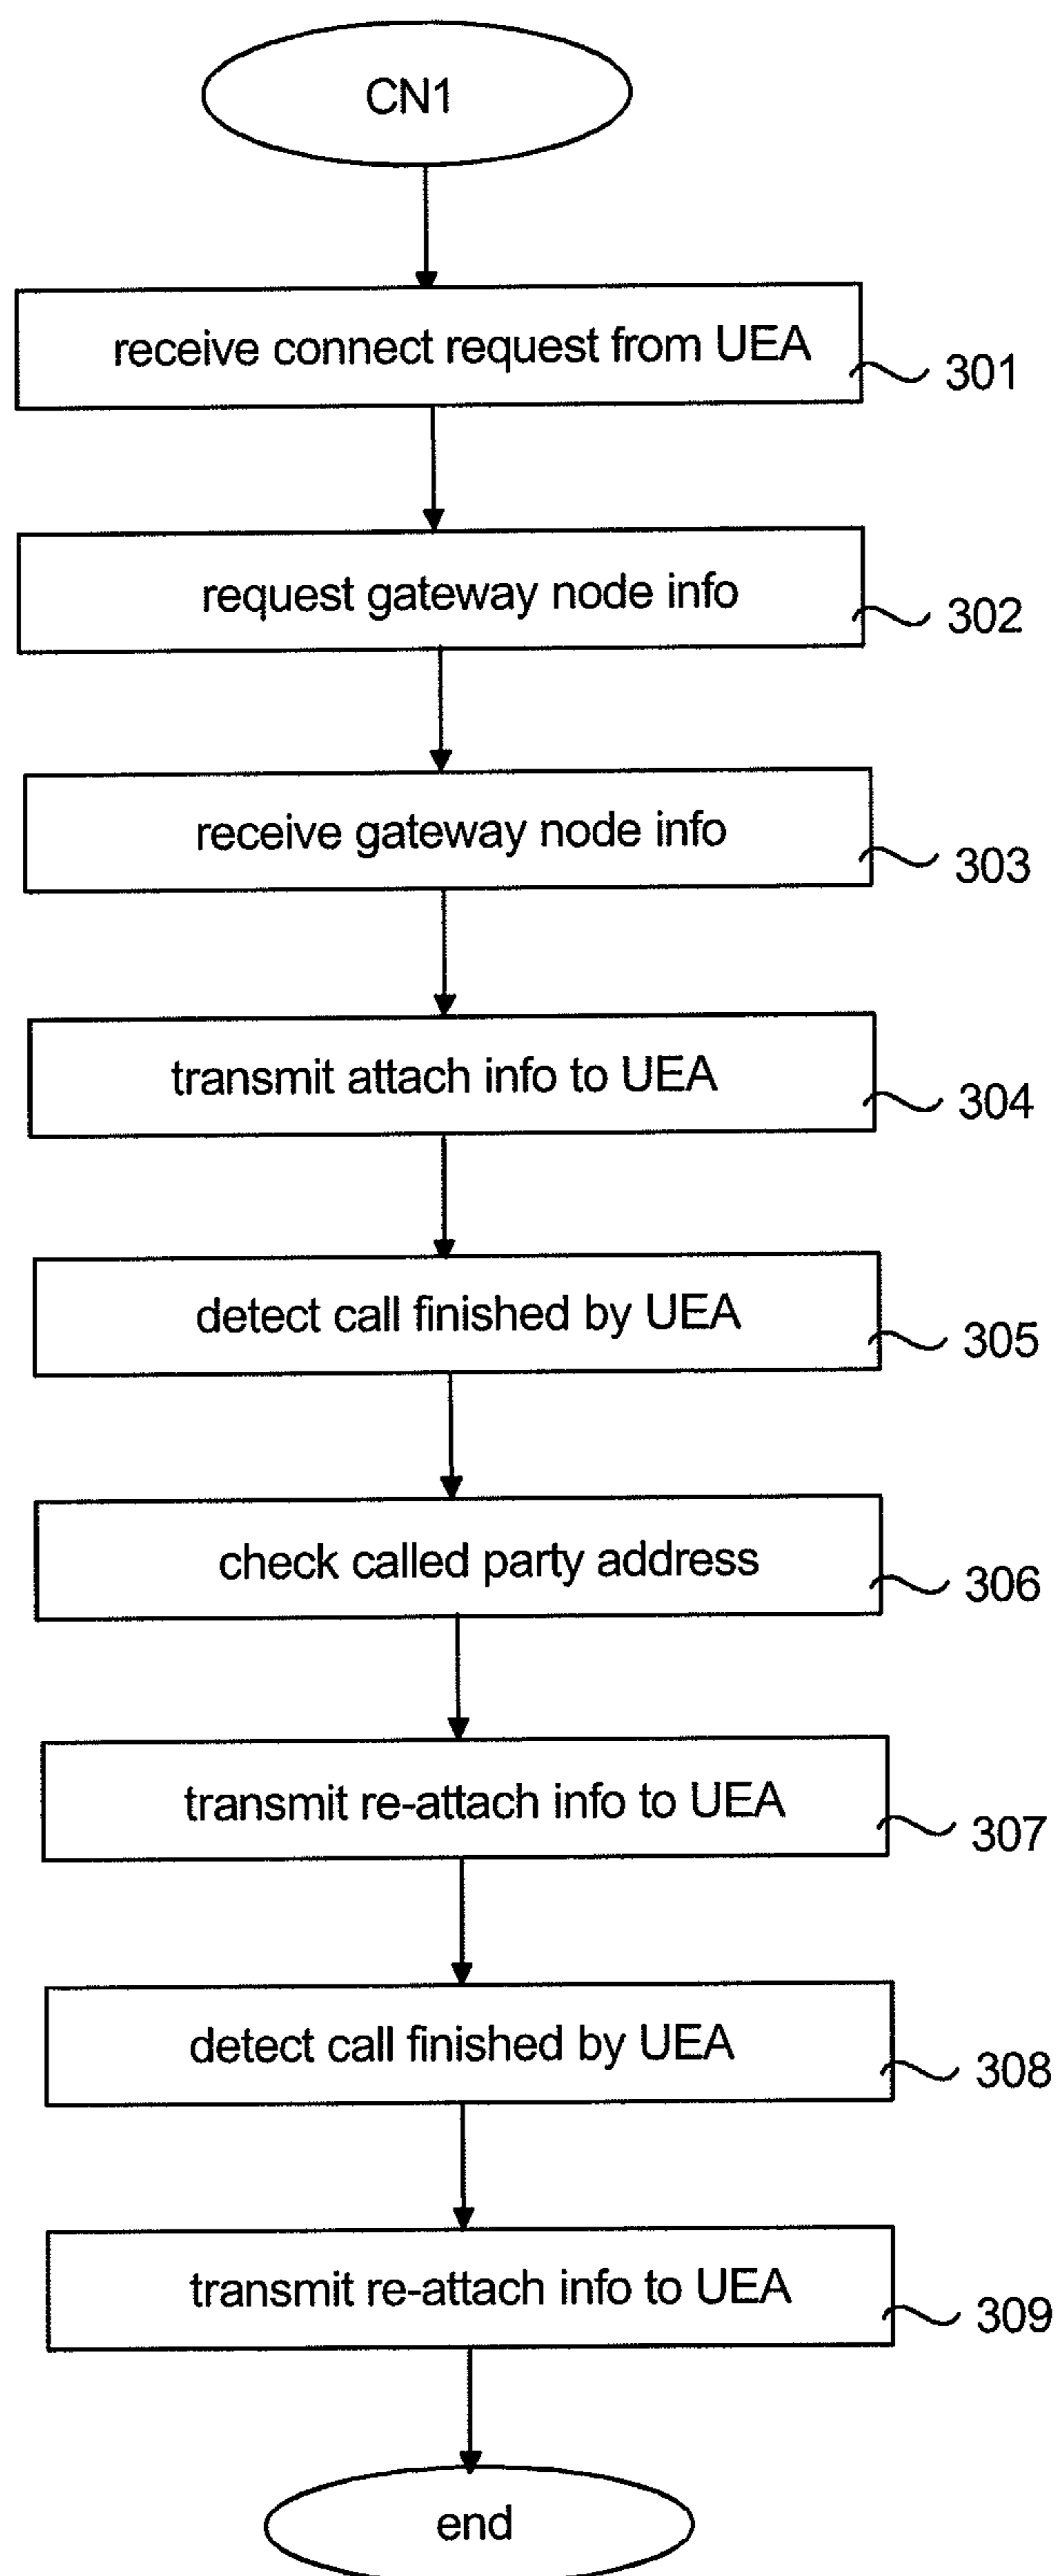 CN1
receive connect request from UEA
301
request gateway node info
302
receive gateway node info
303
transmit attach info to UEA
304
detect call finished by UEA
305
check called party address
306
transmit re-attach info to UEA
307
detect call finished by UEA
308
transmit re-attach info to UEA
309
end